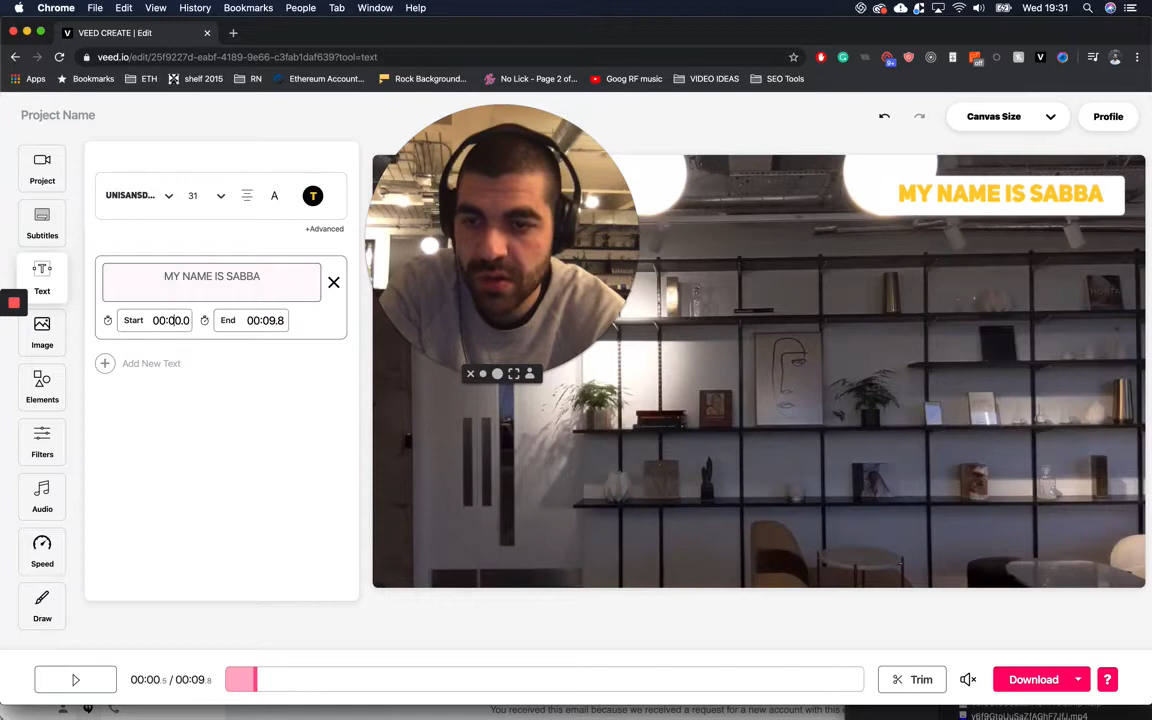 Chrome File Edit View History Bookmarks People Tab Window Help Wed 19:31
VEED CREATE | Edit
veed.io/edit/25f9227d-eabf-4189-9e66-c3fab1daf639?tool=text
Apps Bookmarks ETH shelf 2015 RN Ethereum Account... Rock Background... No Lick - Page 2 of... Goog RF music VIDEO IDEAS SEO Tools
Project Name
Canvas Size
Profile
Project
Subtitles
Text
Image
Elements
Filters
Audio
Speed
Draw
UNISANSD... 31 A T
+Advanced
MY NAME IS SABBA
Start 00:00.0 End 00:09.8
Add New Text
MY NAME IS SABBA
00:00.5 / 00:09.8
Trim
Download
?
You received this email because we received a request for a new account with this e
y6f9GtoUuSaZfAGhF7JfJ.mp4